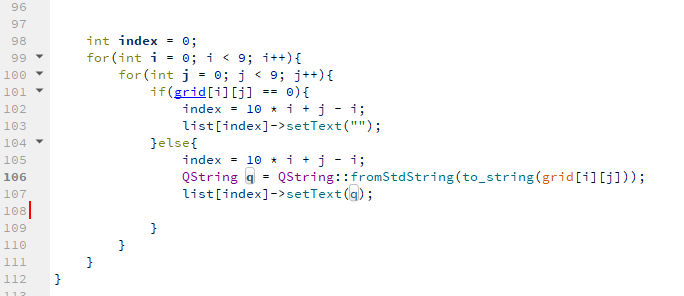 96
97
98 int index = 0;
99 for(int i = 0; i < 9; i++){
100 for(int j = 0; j < 9; j++){
101 if(grid[i][j] == 0){
102 index = 10 * i + j - i;
103 list[index]->setText("");
104 }else{
105 index = 10 * i + j - i;
106 QString q = QString::fromStdString(to_string(grid[i][j]));
107 list[index]->setText(q);
108
109 }
110 }
111 }
112 }
113